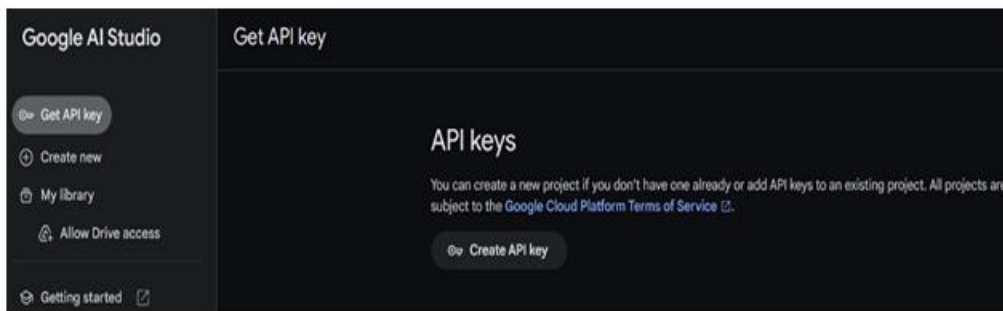 Google AI Studio
Get API key
Get API key
Create new
My library
Allow Drive access
Getting started
API keys
You can create a new project if you don't have one already or add API keys to an existing project. All projects are
subject to the Google Cloud Platform Terms of Service.
Create API key